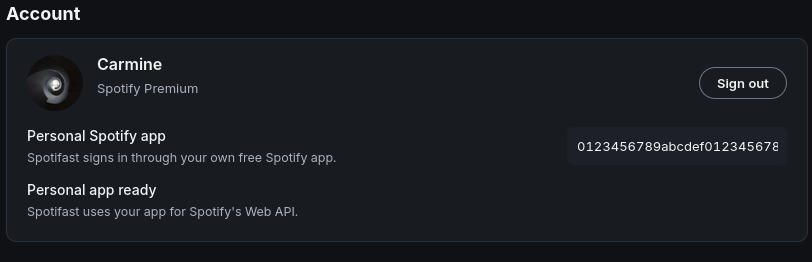 Account
Carmine
Spotify Premium
Sign out
Personal Spotify app
Spotifast signs in through your own free Spotify app.
0123456789abcdef012345678
Personal app ready
Spotifast uses your app for Spotify's Web API.